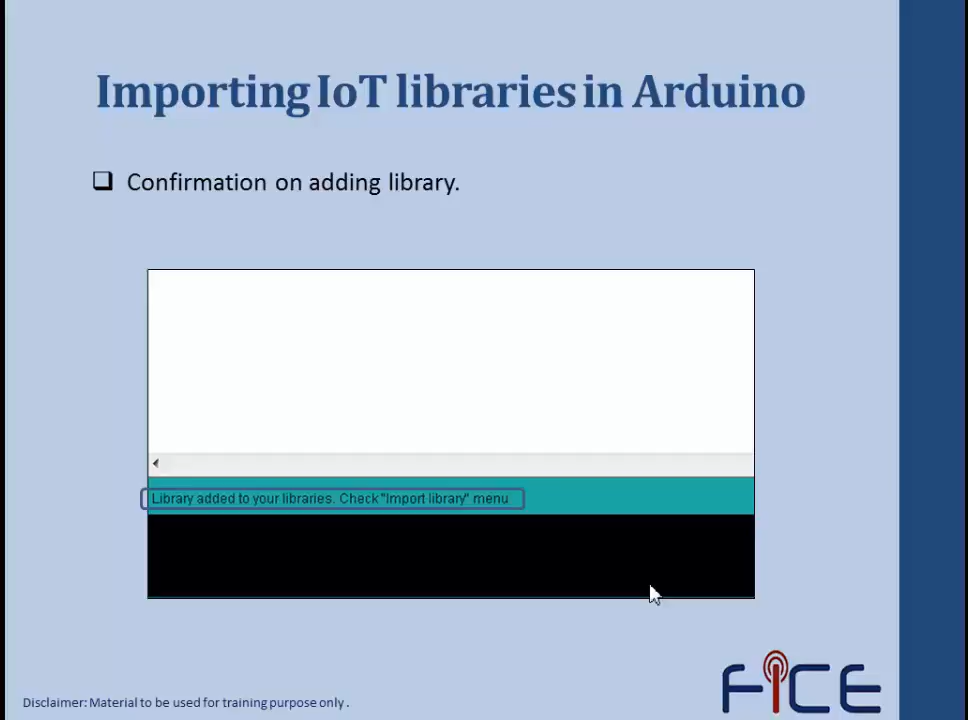 Importing IoT libraries in Arduino
Confirmation on adding library.
Library added to your libraries. Check "Import library" menu
FiCE
Disclaimer: Material to be used for training purpose only .